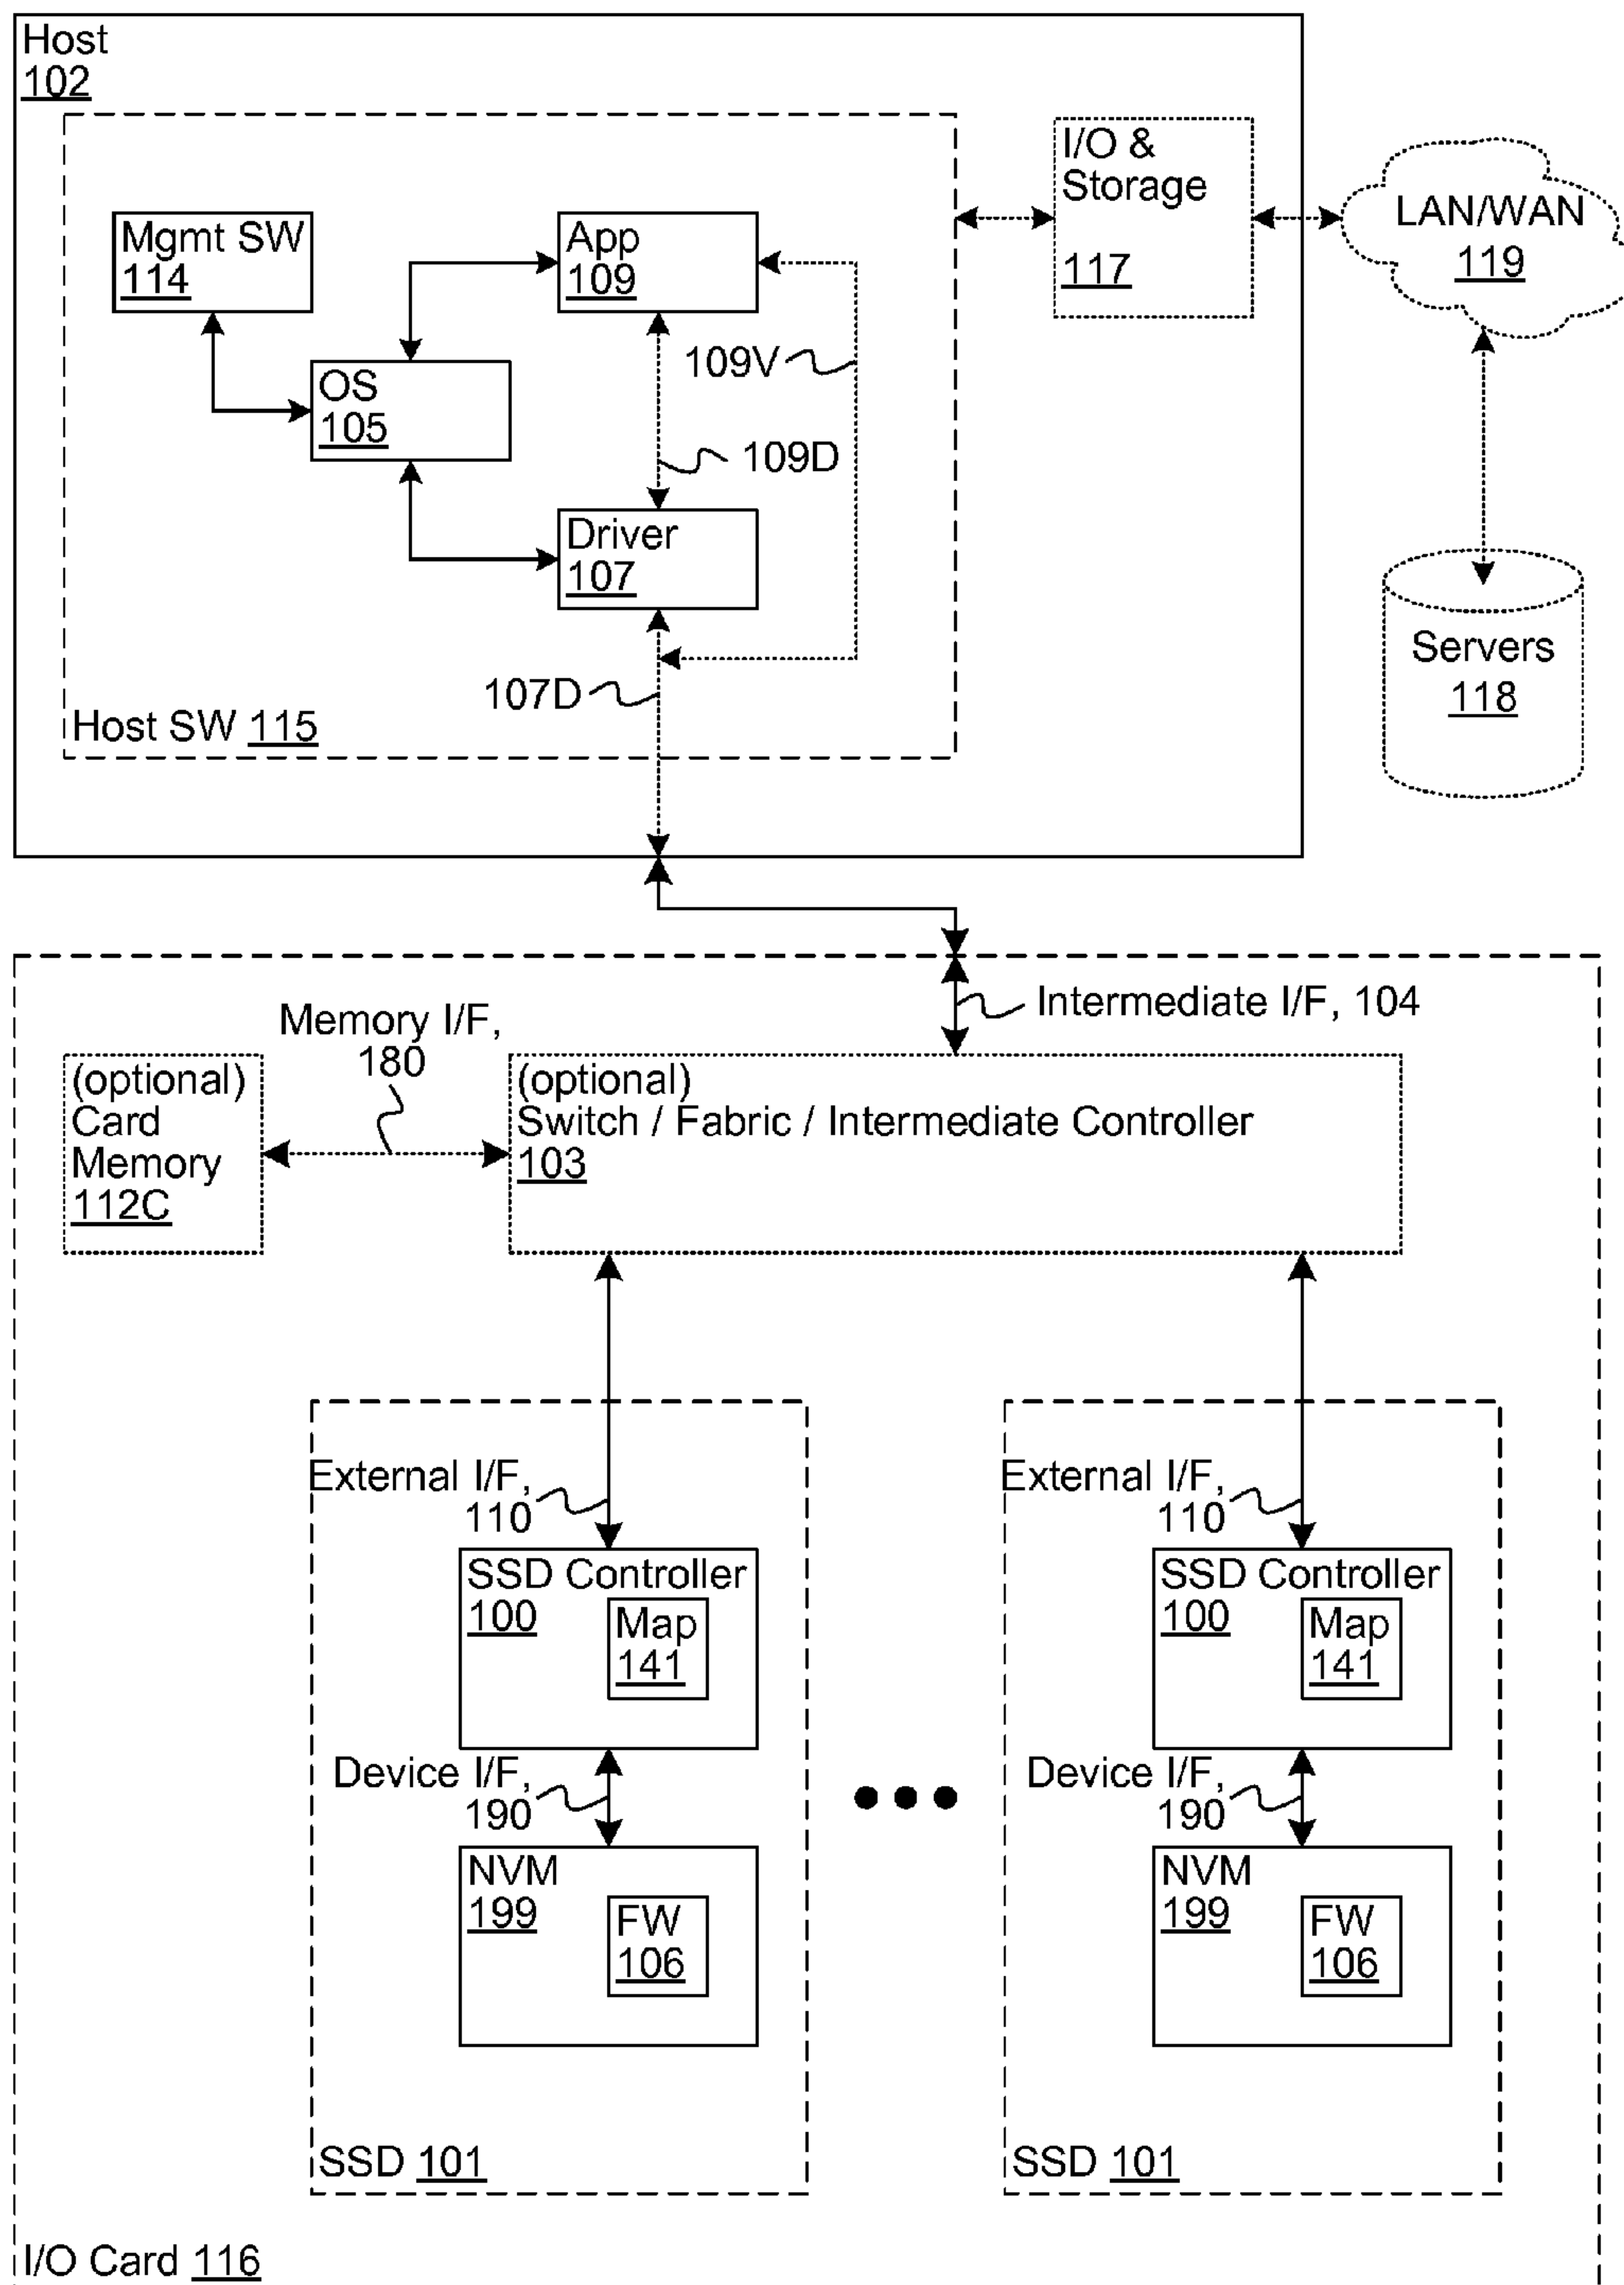 Host
102
I/O &
Storage
117
LAN/WAN
119
Mgmt SW
114
App
109
109V
OS
105
109D
Driver
107
107D
Servers
118
Host SW 115
Intermediate I/F, 104
Memory I/F,
180
(optional)
Card
Memory
112C
(optional)
Switch / Fabric / Intermediate Controller
103
External I/F,
110
SSD Controller
100
Map
141
Device I/F,
190
NVM
199
FW
106
SSD 101
External I/F,
110
SSD Controller
100
Map
141
Device I/F,
190
NVM
199
FW
106
SSD 101
I/O Card 116